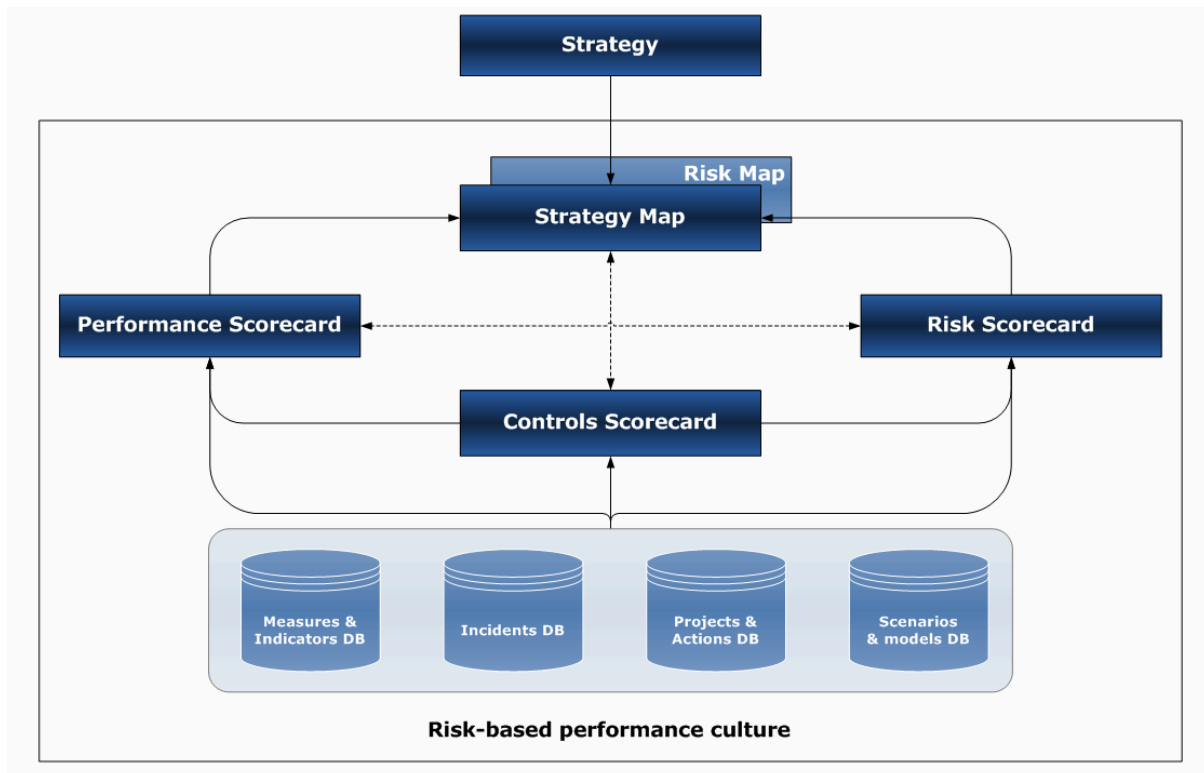 Strategy
Risk Map
Strategy Map
Performance Scorecard
Risk Scorecard
Controls Scorecard
Measures &
Indicators DB
Incidents DB
Projects &
Actions DB
Scenarios
& models DB
Risk-based performance culture